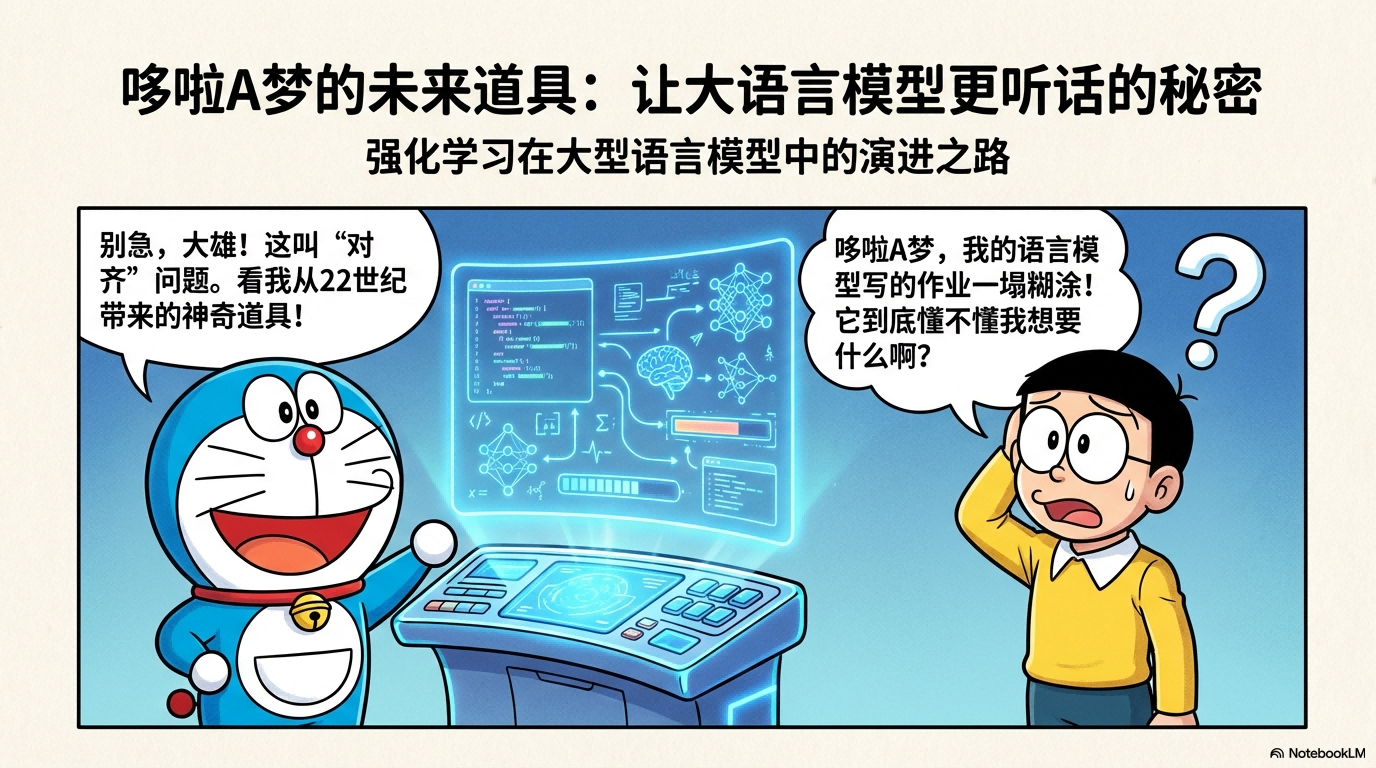 哆啦A梦的未来道具：让大语言模型更听话的秘密
强化学习在大型语言模型中的演进之路
别急，大雄！这叫“对
齐”问题。看我从22世纪
带来的神奇道具！
哆啦A梦，我的语言模
型写的作业一塌糊涂！
它到底懂不懂我想要
什么啊？
</>
Σ
x =
NotebookLM